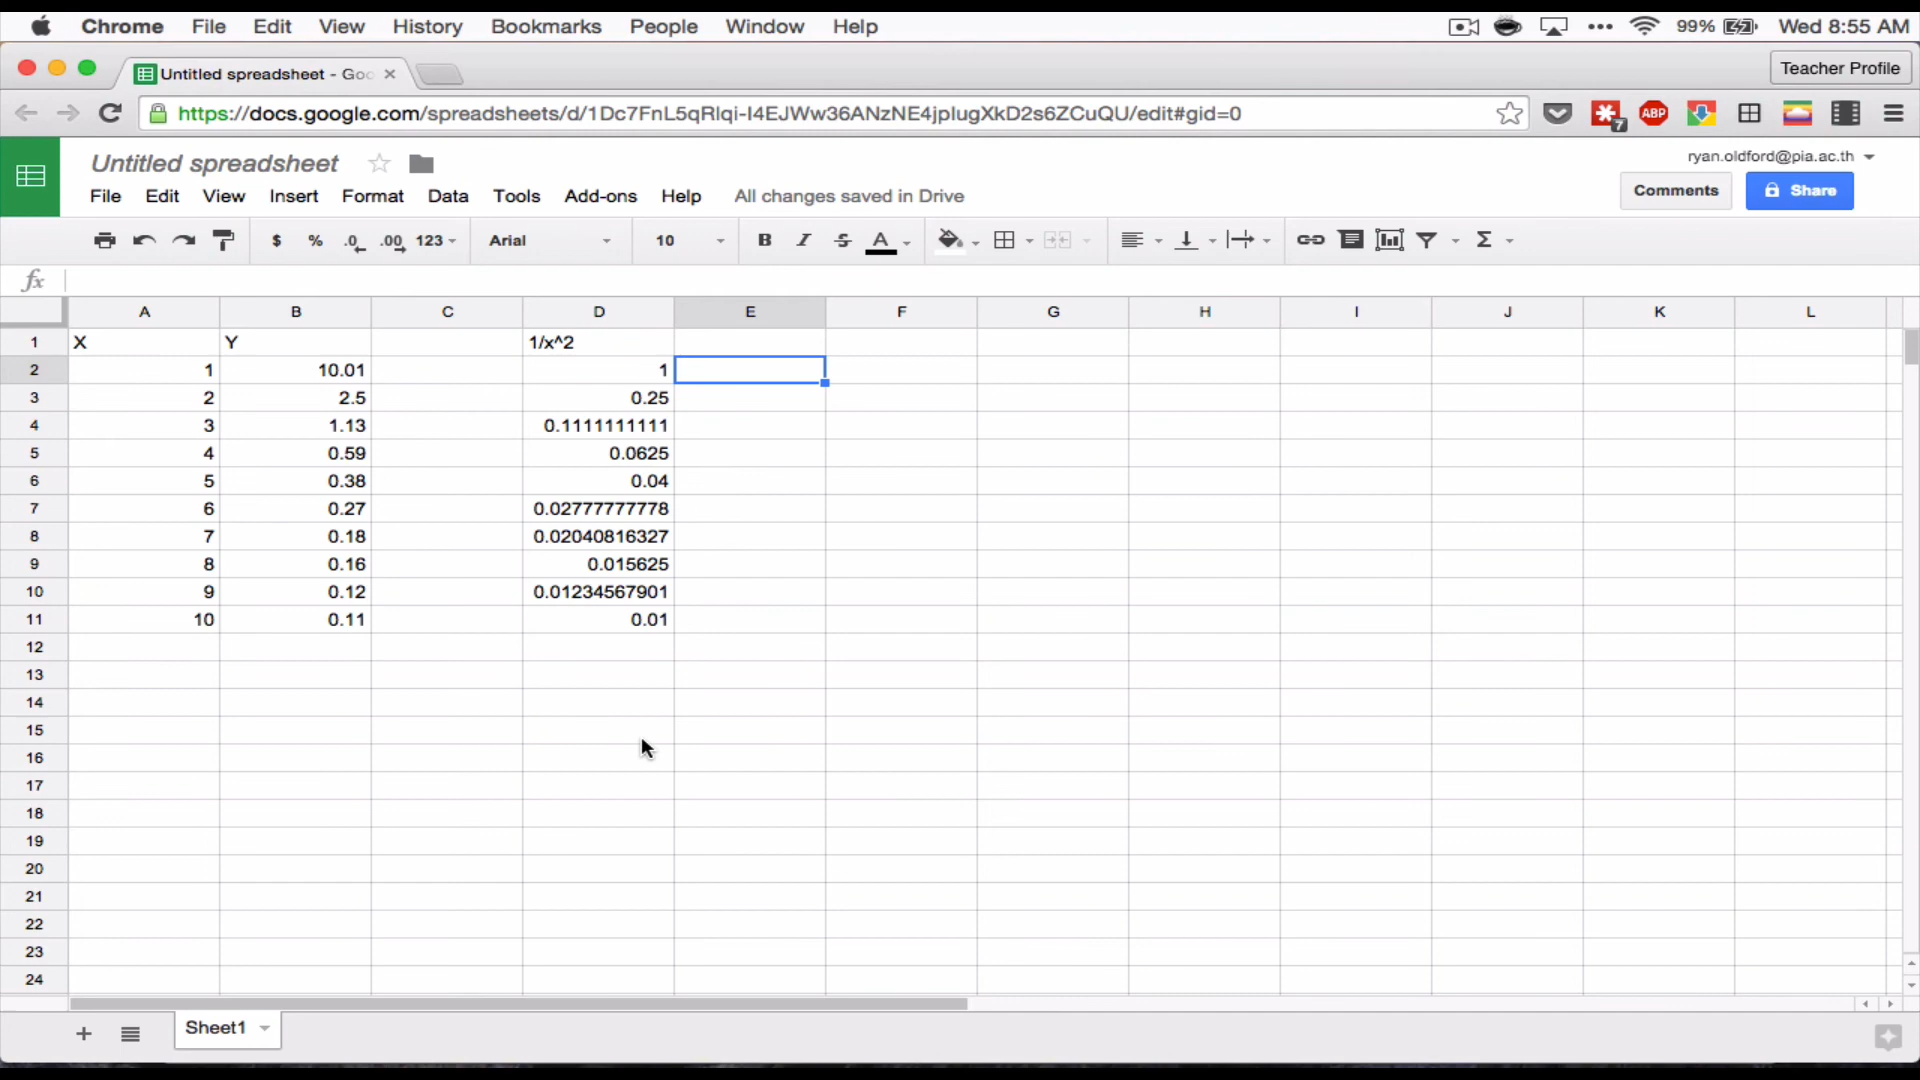 Chrome File Edit View History Bookmarks People Window Help 99% Wed 8:55 AM
Untitled spreadsheet - Goo Teacher Profile
https://docs.google.com/spreadsheets/d/1Dc7FnL5qRlqi-I4EJWw36ANzNE4jpIugXkD2s6ZCuQU/edit#gid=0 7 ABP
Untitled spreadsheet ryan.oldford@pia.ac.th
File Edit View Insert Format Data Tools Add-ons Help All changes saved in Drive Comments Share
$ % .0 .00 123 Arial 10 B I S A Σ
fx
A B C D E F G H I J K L
1 X Y 1/x^2
2 1 10.01 1
3 2 2.5 0.25
4 3 1.13 0.1111111111
5 4 0.59 0.0625
6 5 0.38 0.04
7 6 0.27 0.02777777778
8 7 0.18 0.02040816327
9 8 0.16 0.015625
10 9 0.12 0.01234567901
11 10 0.11 0.01
12
13
14
15
16
17
18
19
20
21
22
23
24
Sheet1